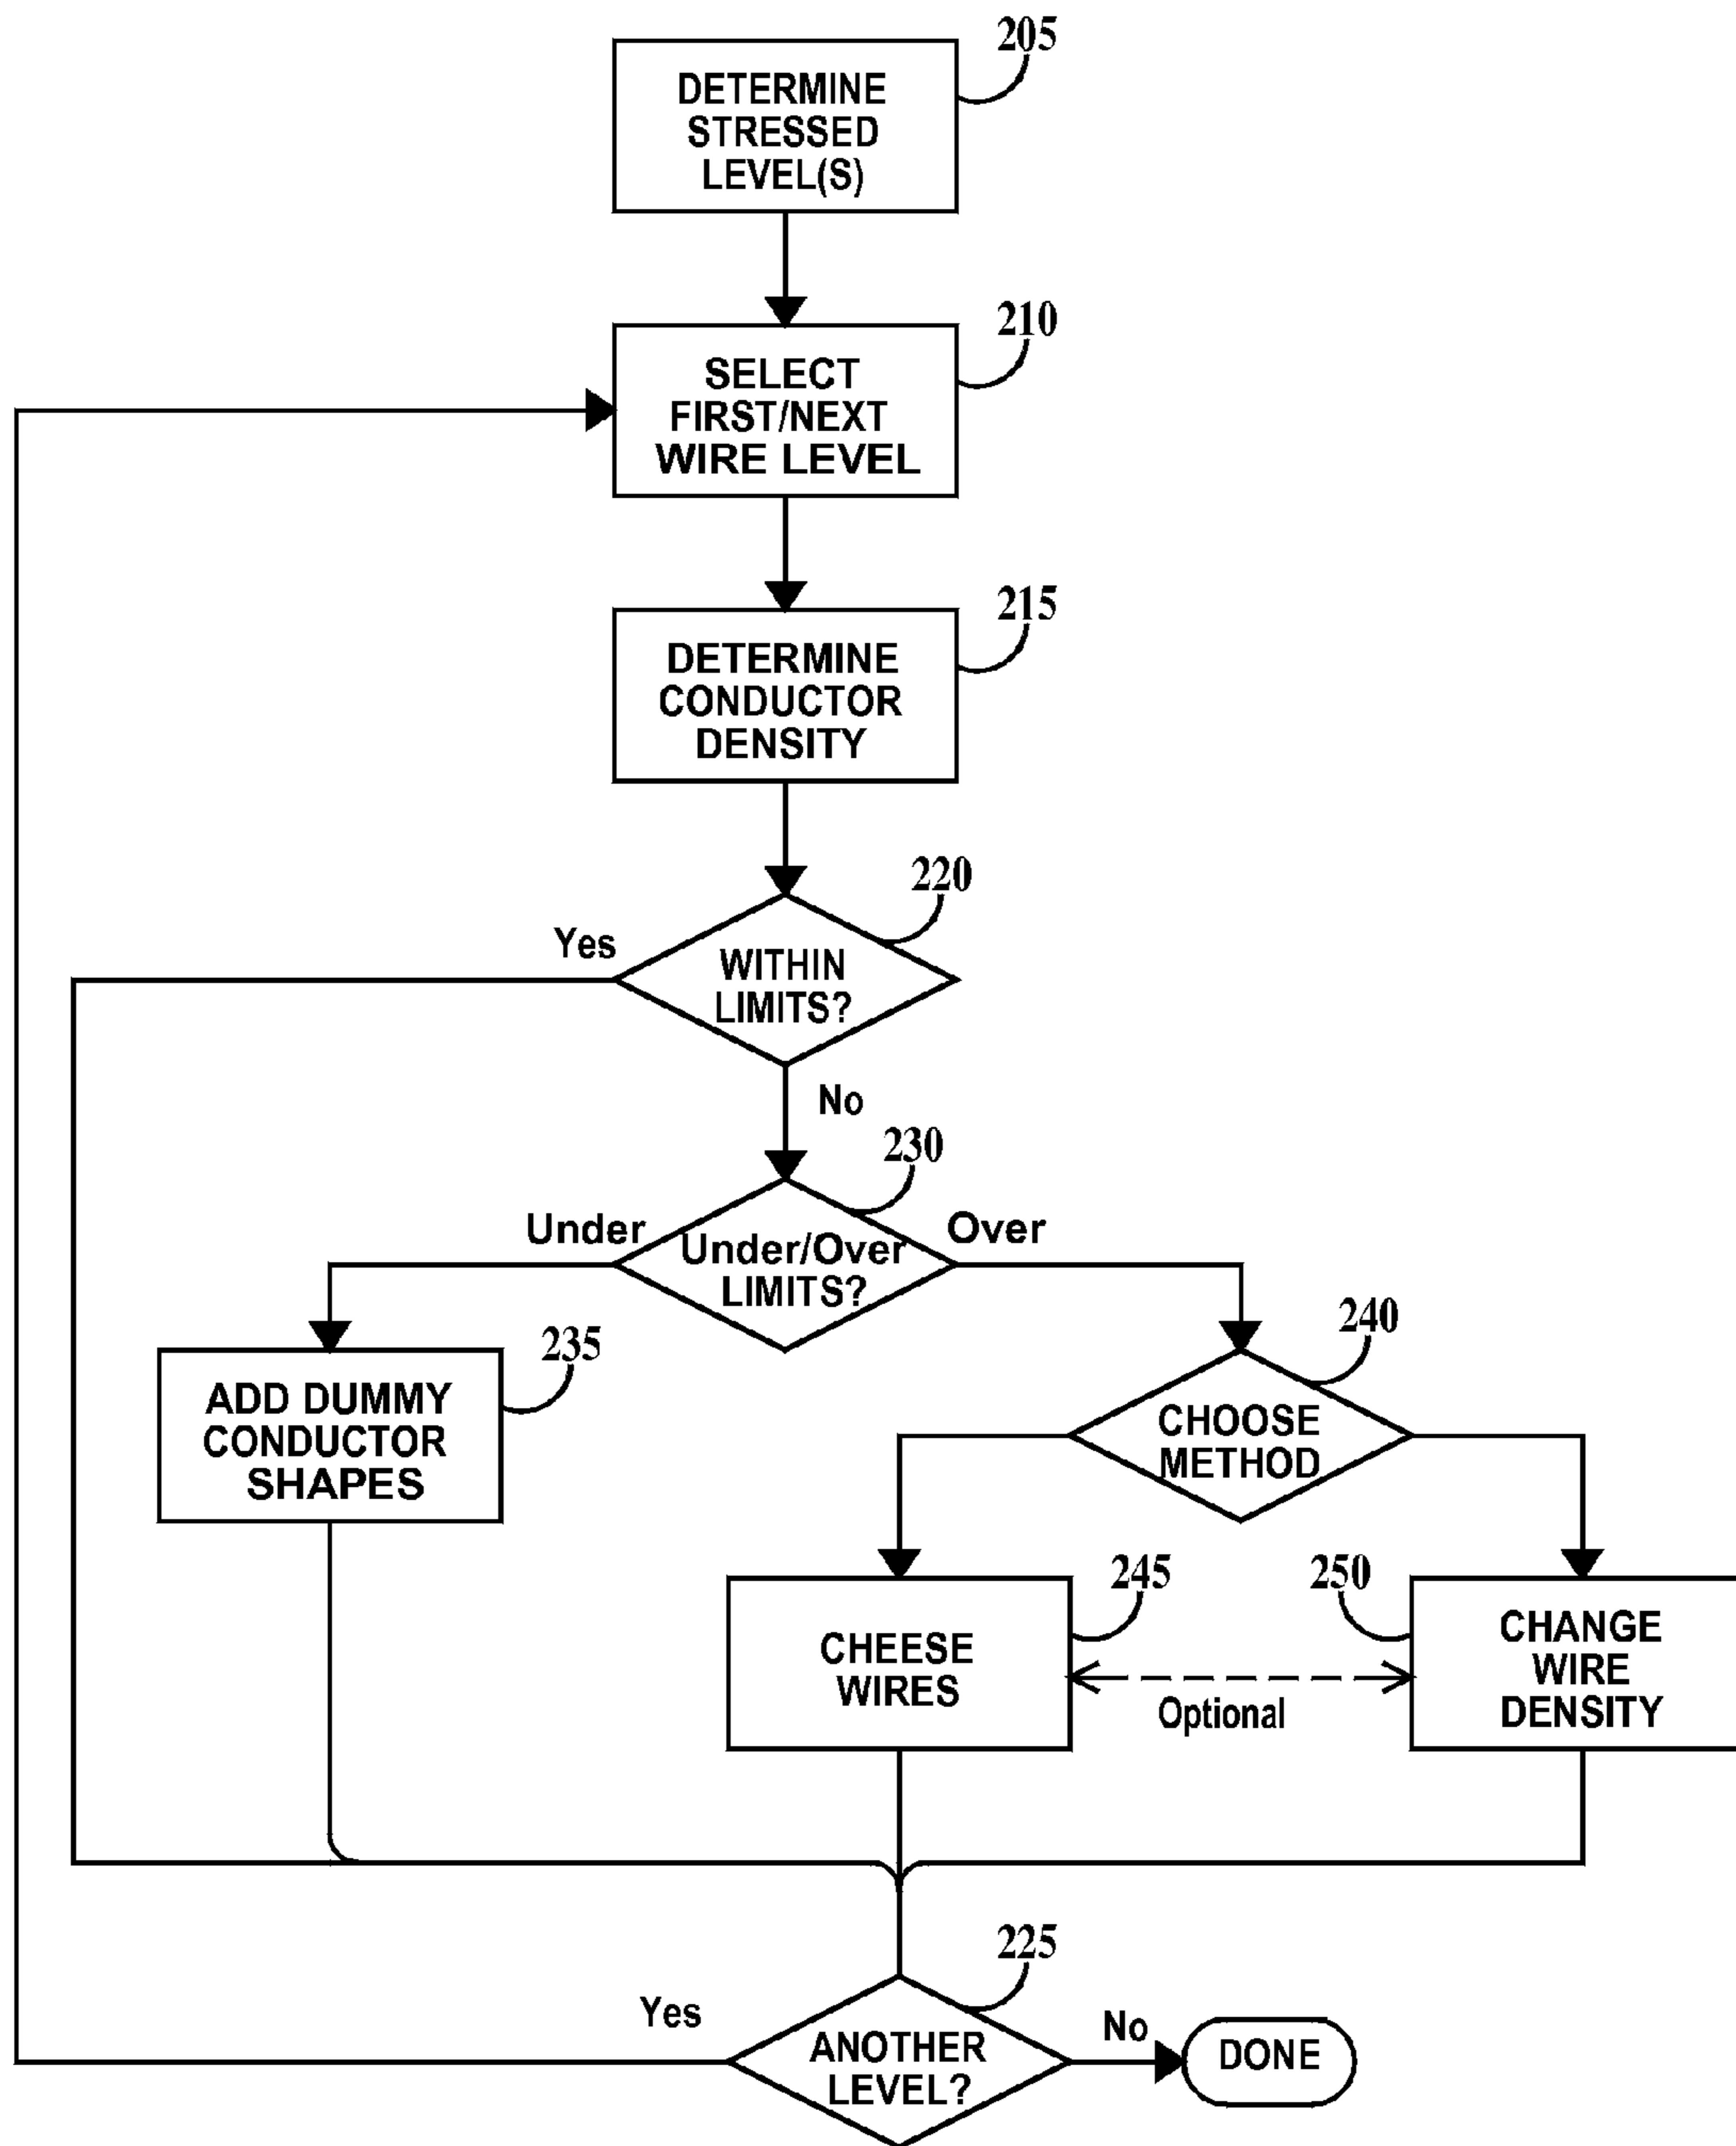 205
DETERMINE
STRESSED
LEVEL(S)
210
SELECT
FIRST/NEXT
WIRE LEVEL
215
DETERMINE
CONDUCTOR
DENSITY
220
Yes
WITHIN
LIMITS?
No
230
Under
Under/Over
LIMITS?
Over
235
ADD DUMMY
CONDUCTOR
SHAPES
240
CHOOSE
METHOD
245
CHEESE
WIRES
Optional
250
CHANGE
WIRE
DENSITY
225
Yes
ANOTHER
LEVEL?
No
DONE